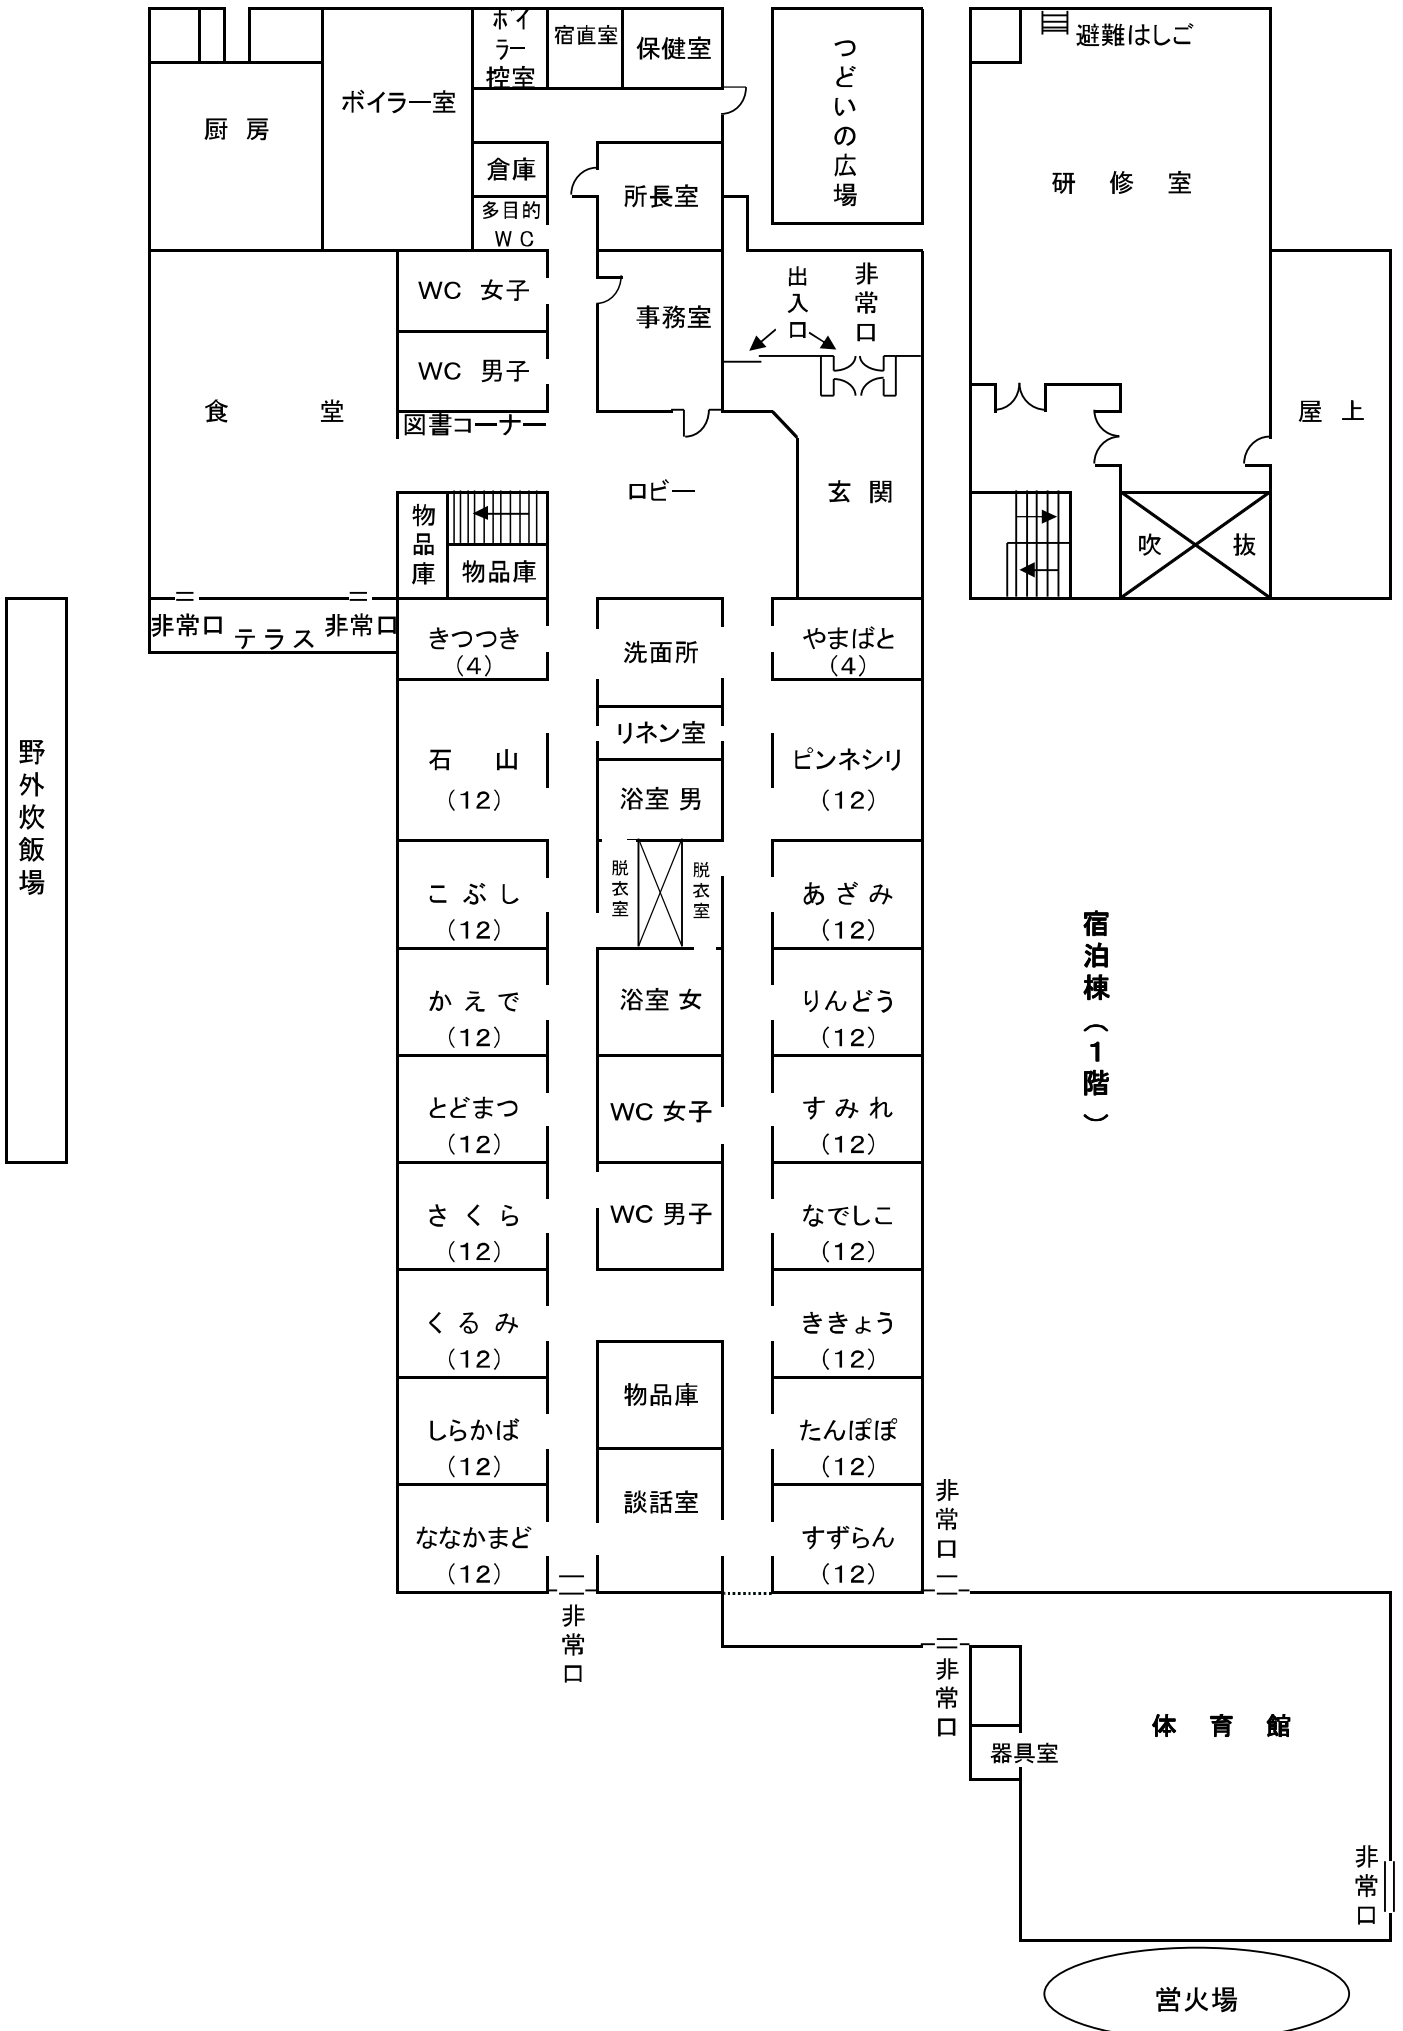 ボイラー控室
宿直室
保健室
つどいの広場
避難はしご
厨 房
ボイラー室
倉庫
多目的
WC
所長室
研 修 室
WC 女子
事務室
出入口
非常口
WC 男子
食 堂
図書コーナー
屋 上
ロビー
玄 関
物品庫
物品庫
吹 抜
非常口
テラス
非常口
きつつき
(4)
洗面所
やまばと
(4)
野外炊飯場
石 山
(12)
リネン室
浴室 男
ピンネシリ
(12)
脱衣室
脱衣室
こ ぶ し
(12)
あ ざ み
(12)
宿泊棟(1階)
か え で
(12)
浴室 女
りんどう
(12)
とどまつ
(12)
WC 女子
す み れ
(12)
さ く ら
(12)
WC 男子
なでしこ
(12)
く る み
(12)
ききょう
(12)
しらかば
(12)
物品庫
たんぽぽ
(12)
ななかまど
(12)
談話室
すずらん
(12)
非常口
非常口
非常口
体 育 館
器具室
非常口
営火場